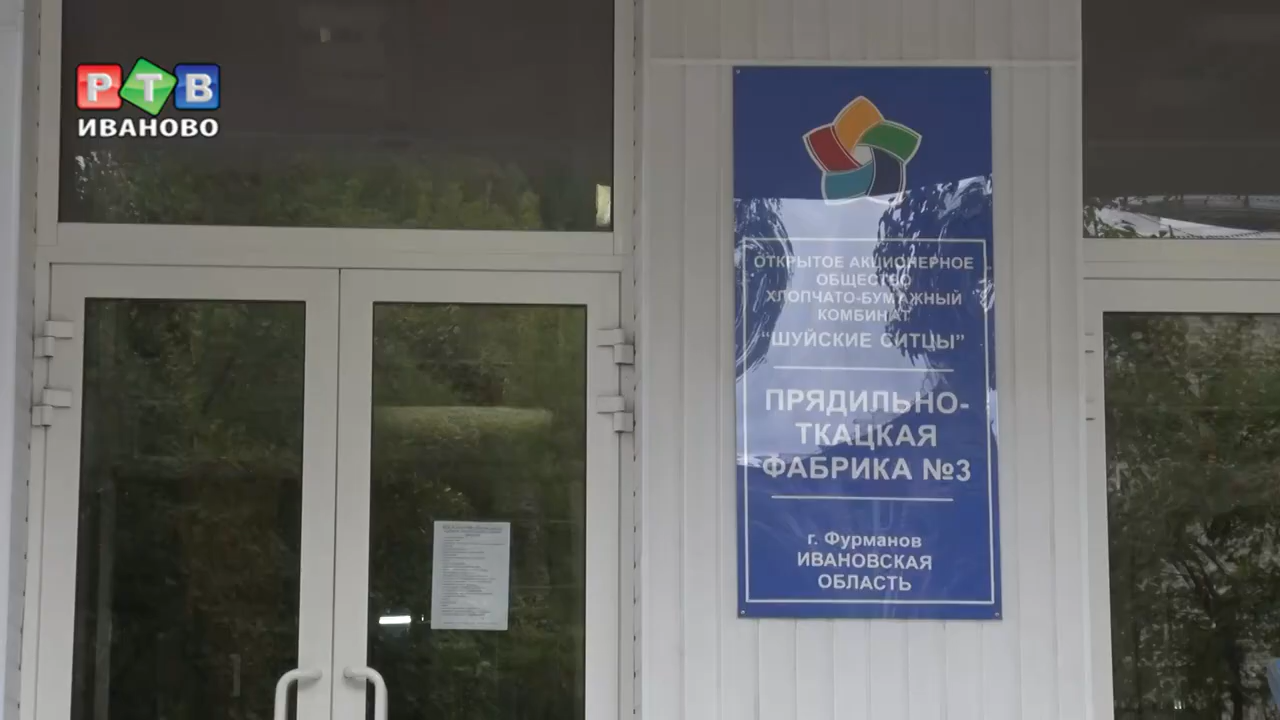 РТВ
ИВАНОВО
ОТКРЫТОЕ АКЦИОНЕРНОЕ
ОБЩЕСТВО
ХЛОПЧАТО-БУМАЖНЫЙ
КОМБИНАТ
“ШУЙСКИЕ СИТЦЫ”
ПРЯДИЛЬНО-
ТКАЦКАЯ
ФАБРИКА №3
г. Фурманов
ИВАНОВСКАЯ
ОБЛАСТЬ